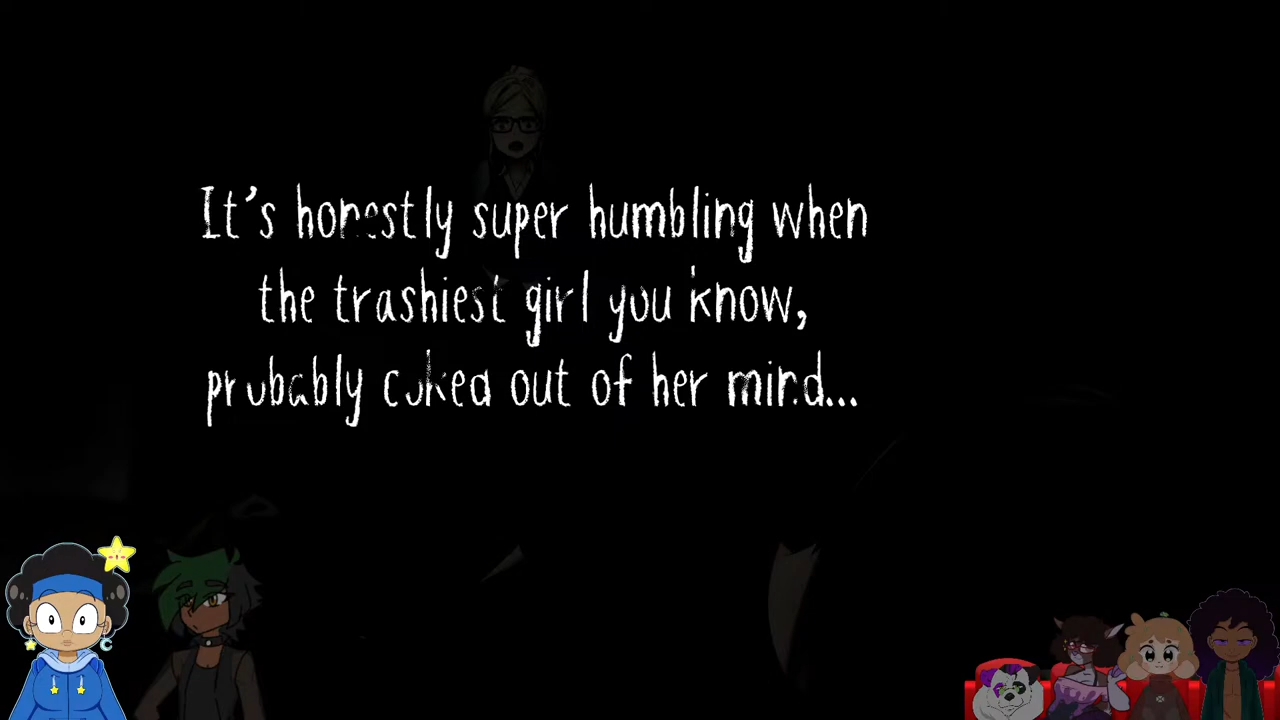 It's honestly super humbling when
the trashiest girl you know,
probably coked out of her mind...